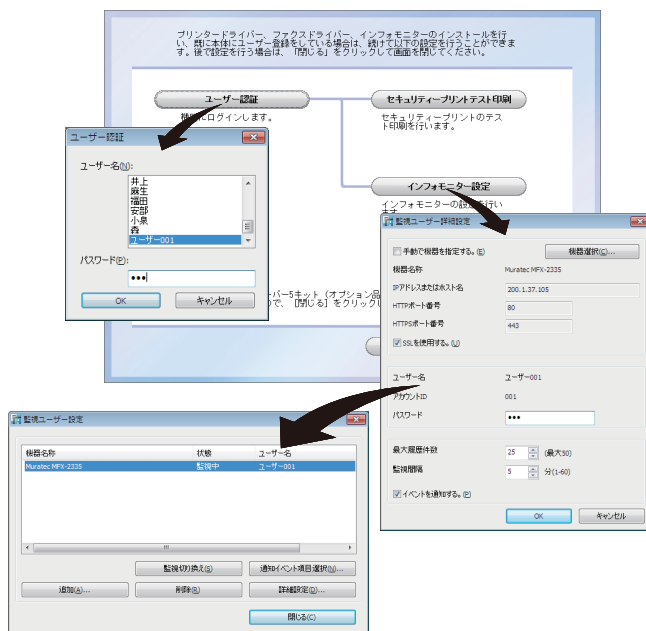 プリンタードライバー、ファクスドライバー、インフォモニターのインストールを行
い、既に本体にユーザー登録をしている場合は、続けて以下の設定を行うことができま
す。後で設定を行う場合は、「閉じる」をクリックして画面を閉じてください。
ユーザー認証
セキュリティープリントテスト印刷
にログインします。
セキュリティープリントのテス
ト印刷を行います。
インフォモニター設定
インフォモニターの設定を行い
ユーザー認証
ユーザー名(N):
井上
麻生
福田
安部
小泉
森
ユーザー001
パスワード(P):
•••
OK
キャンセル
バー5キット（オプション品
ので、「閉じる」をクリックし
監視ユーザー詳細設定
手動で機器を指定する。(E)
機器選択(C)...
機器名称
Muratec MFX-2335
IPアドレスまたはホスト名
200.1.37.105
HTTPポート番号
80
HTTPSポート番号
443
SSLを使用する。(U)
ユーザー名
ユーザー001
アカウントID
001
パスワード
•••
最大履歴件数
25
(最大50)
監視間隔
5
分(1-60)
イベントを通知する。(P)
OK
キャンセル
監視ユーザー設定
機器名称
状態
ユーザー名
Muratec MFX-2335
監視中
ユーザー001
監視切り換え(S)
通知イベント項目選択(N)...
追加(A)...
削除(R)
詳細設定(D)...
閉じる(C)